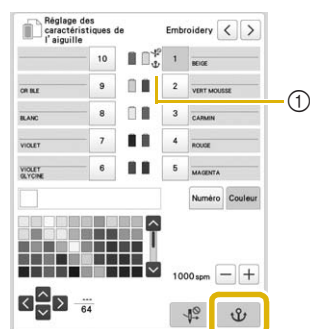 Réglage des
caractéristiques de
l'aiguille
Embroidery < >
10 1 BEIGE
OR BLE 9 2 VERT MOUSSE
BLANC 8 3 CARMIN
VIOLET 7 4 ROUGE
VIOLET
GLYCINE 6 5 MAGENTA
Numéro Couleur
1000 spm − +
---
64
①